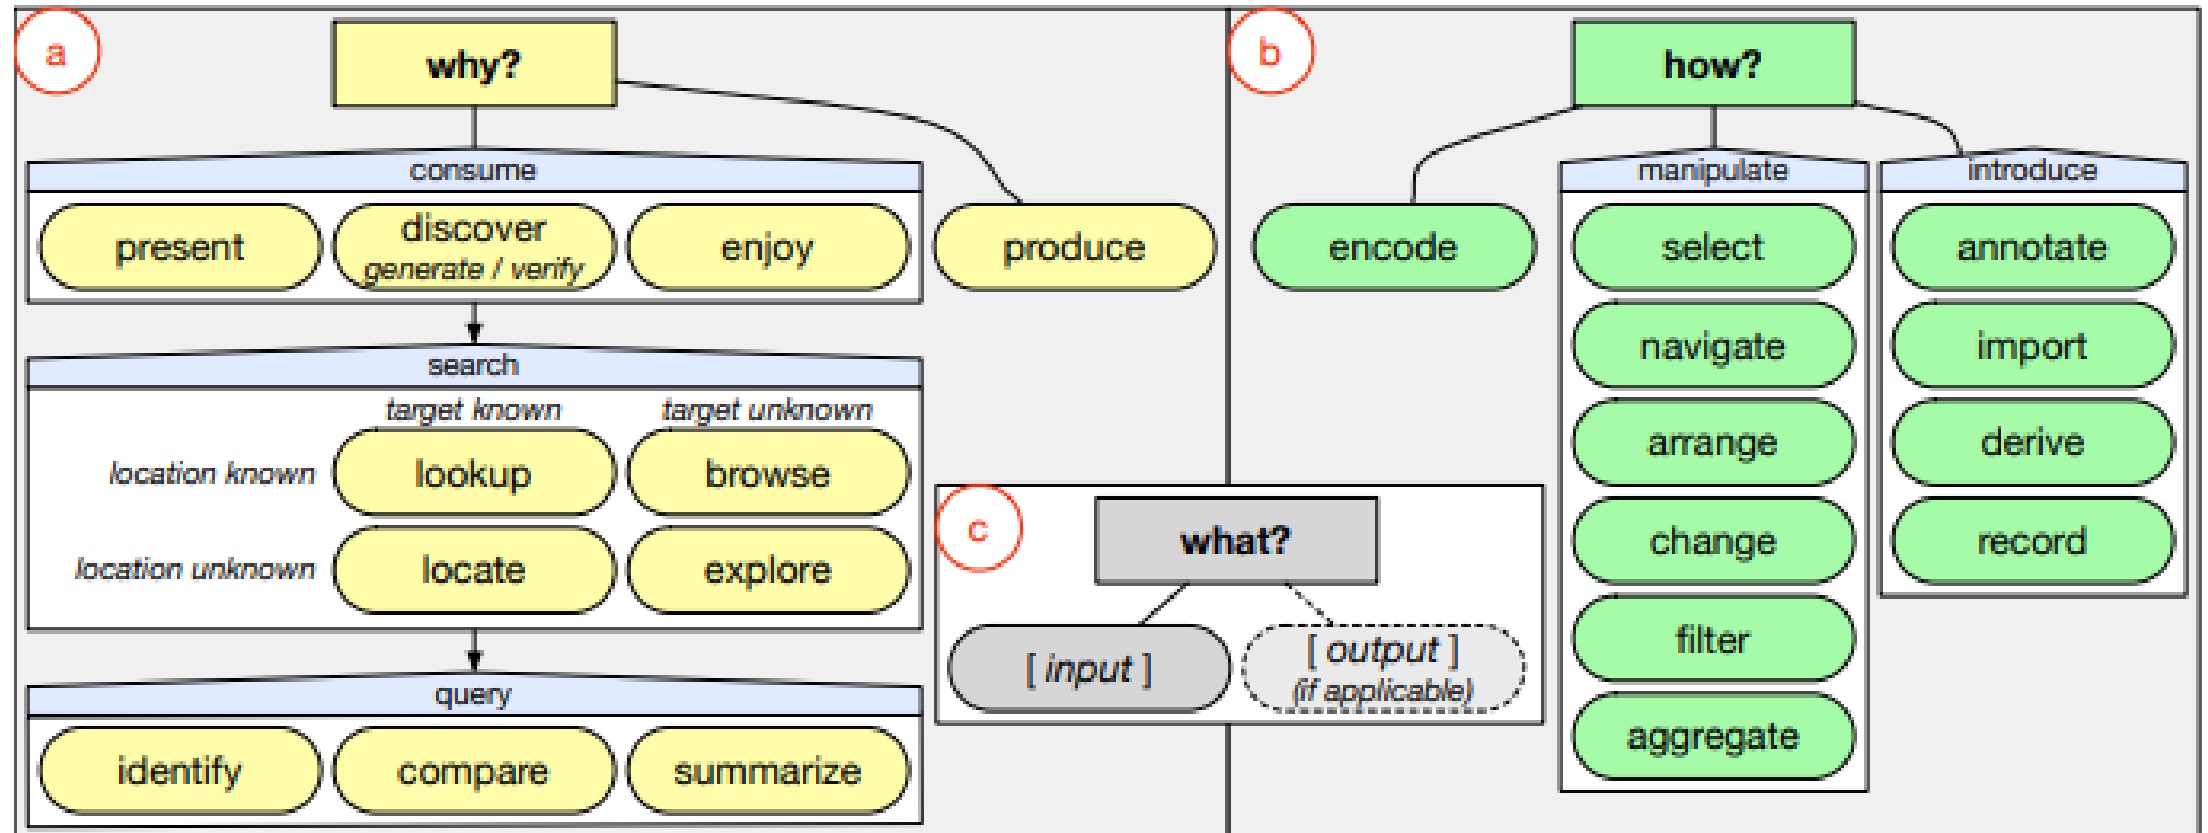 a
why?
consume
present
discover
generate / verify
enjoy
produce
search
target known
target unknown
location known
lookup
browse
location unknown
locate
explore
query
identify
compare
summarize
b
how?
encode
manipulate
select
navigate
arrange
change
filter
aggregate
introduce
annotate
import
derive
record
c
what?
[ input ]
[ output ]
(if applicable)